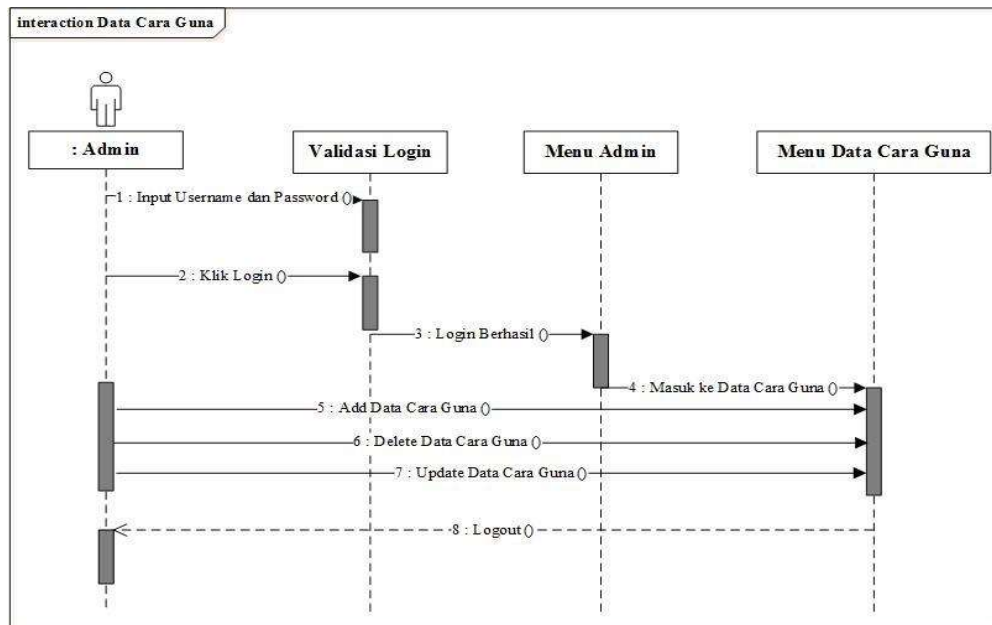 interaction Data Cara Guna
: Admin
Validasi Login
Menu Admin
Menu Data Cara Guna
1 : Input Username dan Password ()
2 : Klik Login ()
3 : Login Berhasil ()
4 : Masuk ke Data Cara Guna ()
5 : Add Data Cara Guna ()
6 : Delete Data Cara Guna ()
7 : Update Data Cara Guna ()
8 : Logout ()